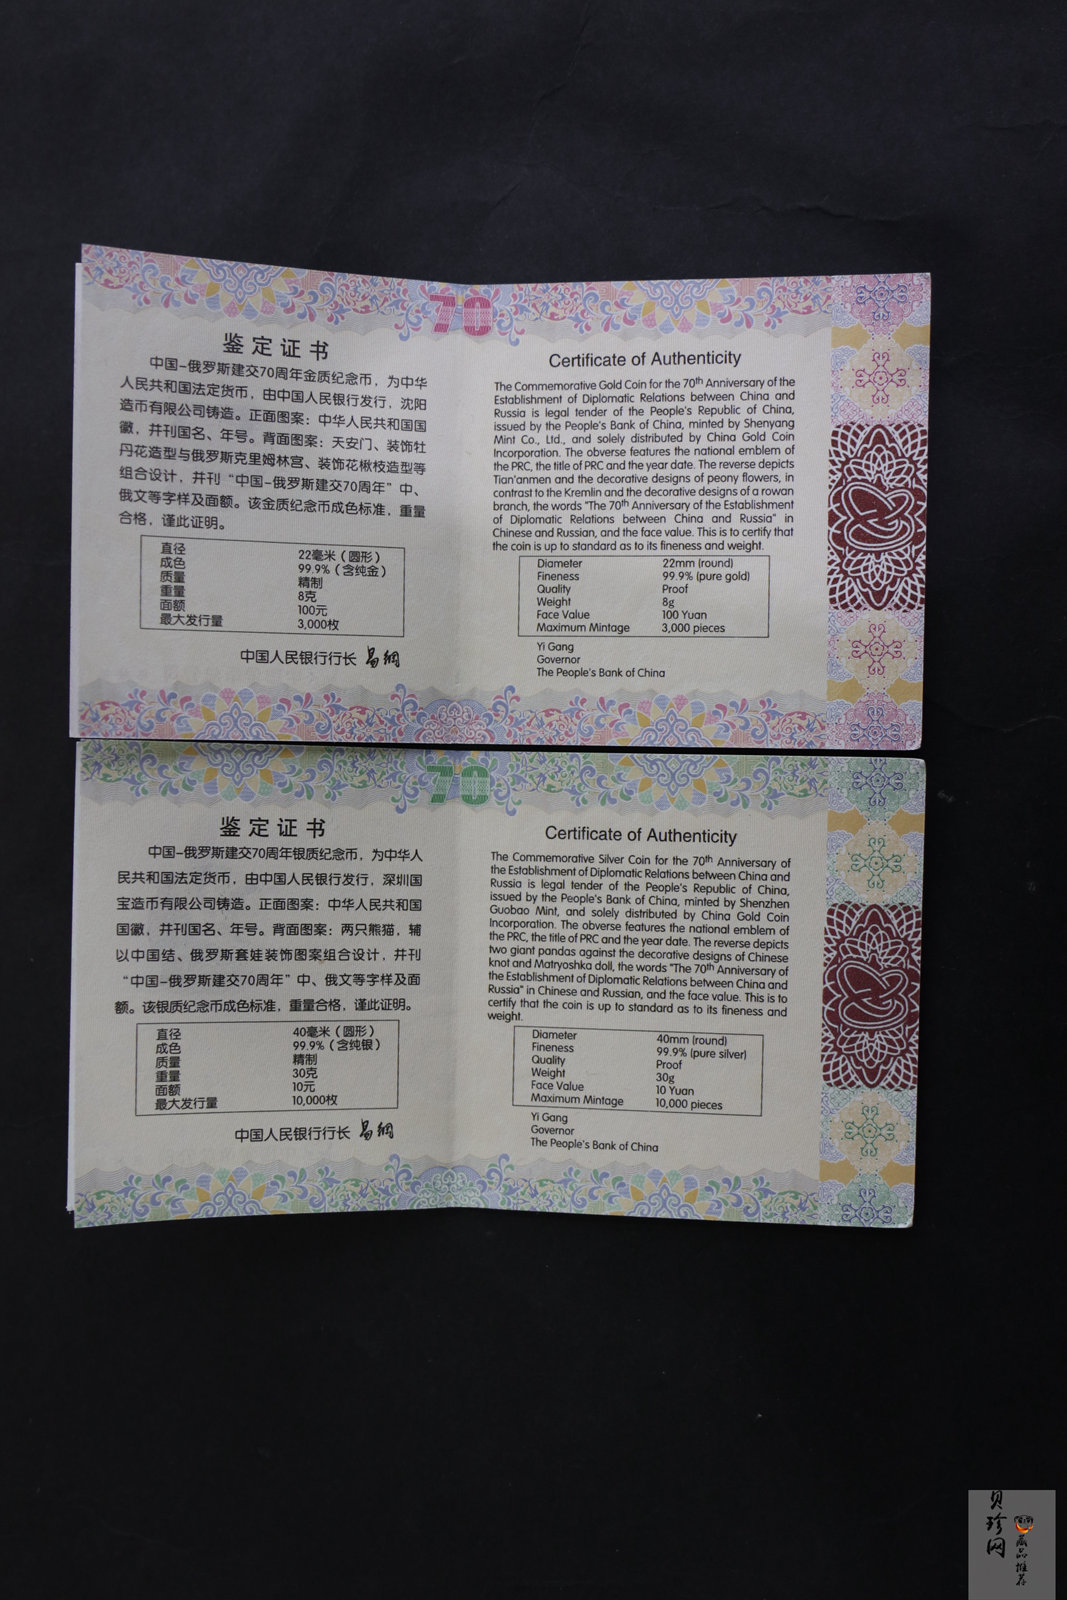 70
鉴定证书
中国-俄罗斯建交70周年金质纪念币，为中华
人民共和国法定货币，由中国人民银行发行，沈阳
造币有限公司铸造。正面图案：中华人民共和国国
徽，并刊国名、年号。背面图案：天安门、装饰牡
丹花造型与俄罗斯克里姆林宫、装饰花楸枝造型等
组合设计，并刊“中国-俄罗斯建交70周年”中、
俄文等字样及面额。该金质纪念币成色标准，重量
合格，谨此证明。
直径 22毫米（圆形）
成色 99.9%（含纯金）
质量 精制
重量 8克
面额 100元
最大发行量 3,000枚
中国人民银行行长 易纲
Certificate of Authenticity
The Commemorative Gold Coin for the 70th Anniversary of the
Establishment of Diplomatic Relations between China and
Russia is legal tender of the People's Republic of China,
issued by the People's Bank of China, minted by Shenyang
Mint Co., Ltd., and solely distributed by China Gold Coin
Incorporation. The obverse features the national emblem of
the PRC, the title of PRC and the year date. The reverse depicts
Tian'anmen and the decorative designs of peony flowers, in
contrast to the Kremlin and the decorative designs of a rowan
branch, the words "The 70th Anniversary of the Establishment
of Diplomatic Relations between China and Russia" in
Chinese and Russian, and the face value. This is to certify that
the coin is up to standard as to its fineness and weight.
Diameter 22mm (round)
Fineness 99.9% (pure gold)
Quality Proof
Weight 8g
Face Value 100 Yuan
Maximum Mintage 3,000 pieces
Yi Gang
Governor
The People's Bank of China
70
鉴定证书
中国-俄罗斯建交70周年银质纪念币，为中华人
民共和国法定货币，由中国人民银行发行，深圳国
宝造币有限公司铸造。正面图案：中华人民共和国
国徽，并刊国名、年号。背面图案：两只熊猫，辅
以中国结、俄罗斯套娃装饰图案组合设计，并刊
“中国-俄罗斯建交70周年”中、俄文等字样及面
额。该银质纪念币成色标准，重量合格，谨此证明。
直径 40毫米（圆形）
成色 99.9%（含纯银）
质量 精制
重量 30克
面额 10元
最大发行量 10,000枚
中国人民银行行长 易纲
Certificate of Authenticity
The Commemorative Silver Coin for the 70th Anniversary of
the Establishment of Diplomatic Relations between China and
Russia is legal tender of the People's Republic of China,
issued by the People's Bank of China, minted by Shenzhen
Guobao Mint, and solely distributed by China Gold Coin
Incorporation. The obverse features the national emblem of
the PRC, the title of PRC and the year date. The reverse depicts
two giant pandas against the decorative designs of Chinese
knot and Matryoshka doll, the words "The 70th Anniversary of
the Establishment of Diplomatic Relations between China and
Russia" in Chinese and Russian, and the face value. This is to
certify that the coin is up to standard as to its fineness and
weight.
Diameter 40mm (round)
Fineness 99.9% (pure silver)
Quality Proof
Weight 30g
Face Value 10 Yuan
Maximum Mintage 10,000 pieces
Yi Gang
Governor
The People's Bank of China
贝珍网
藏品推荐